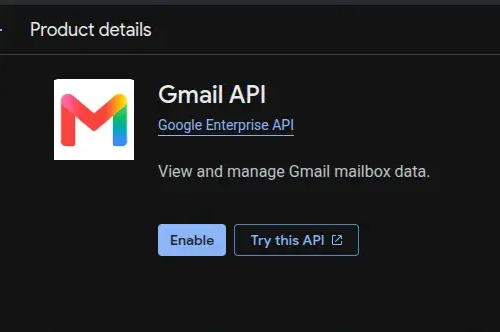 Product details
Gmail API
Google Enterprise API
View and manage Gmail mailbox data.
Enable
Try this API